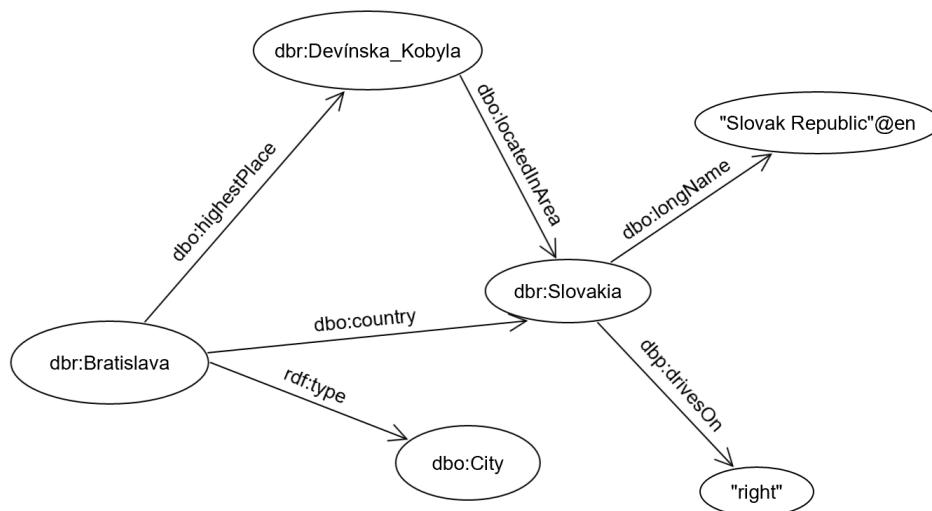 dbr:Devínska_Kobyla
dbo:locatedInArea
"Slovak Republic"@en
dbo:highestPlace
dbo:longName
dbr:Slovakia
dbo:country
dbr:Bratislava
rdf:type
dbp:drivesOn
dbo:City
"right"